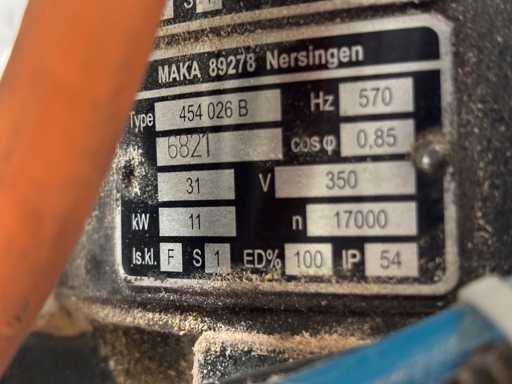 MAKA 89278 Nersingen
Type 454 026 B Hz 570
6821 cos φ 0,85
31 V 350
kW 11 n 17000
Is.kl. F S 1 ED% 100 IP 54